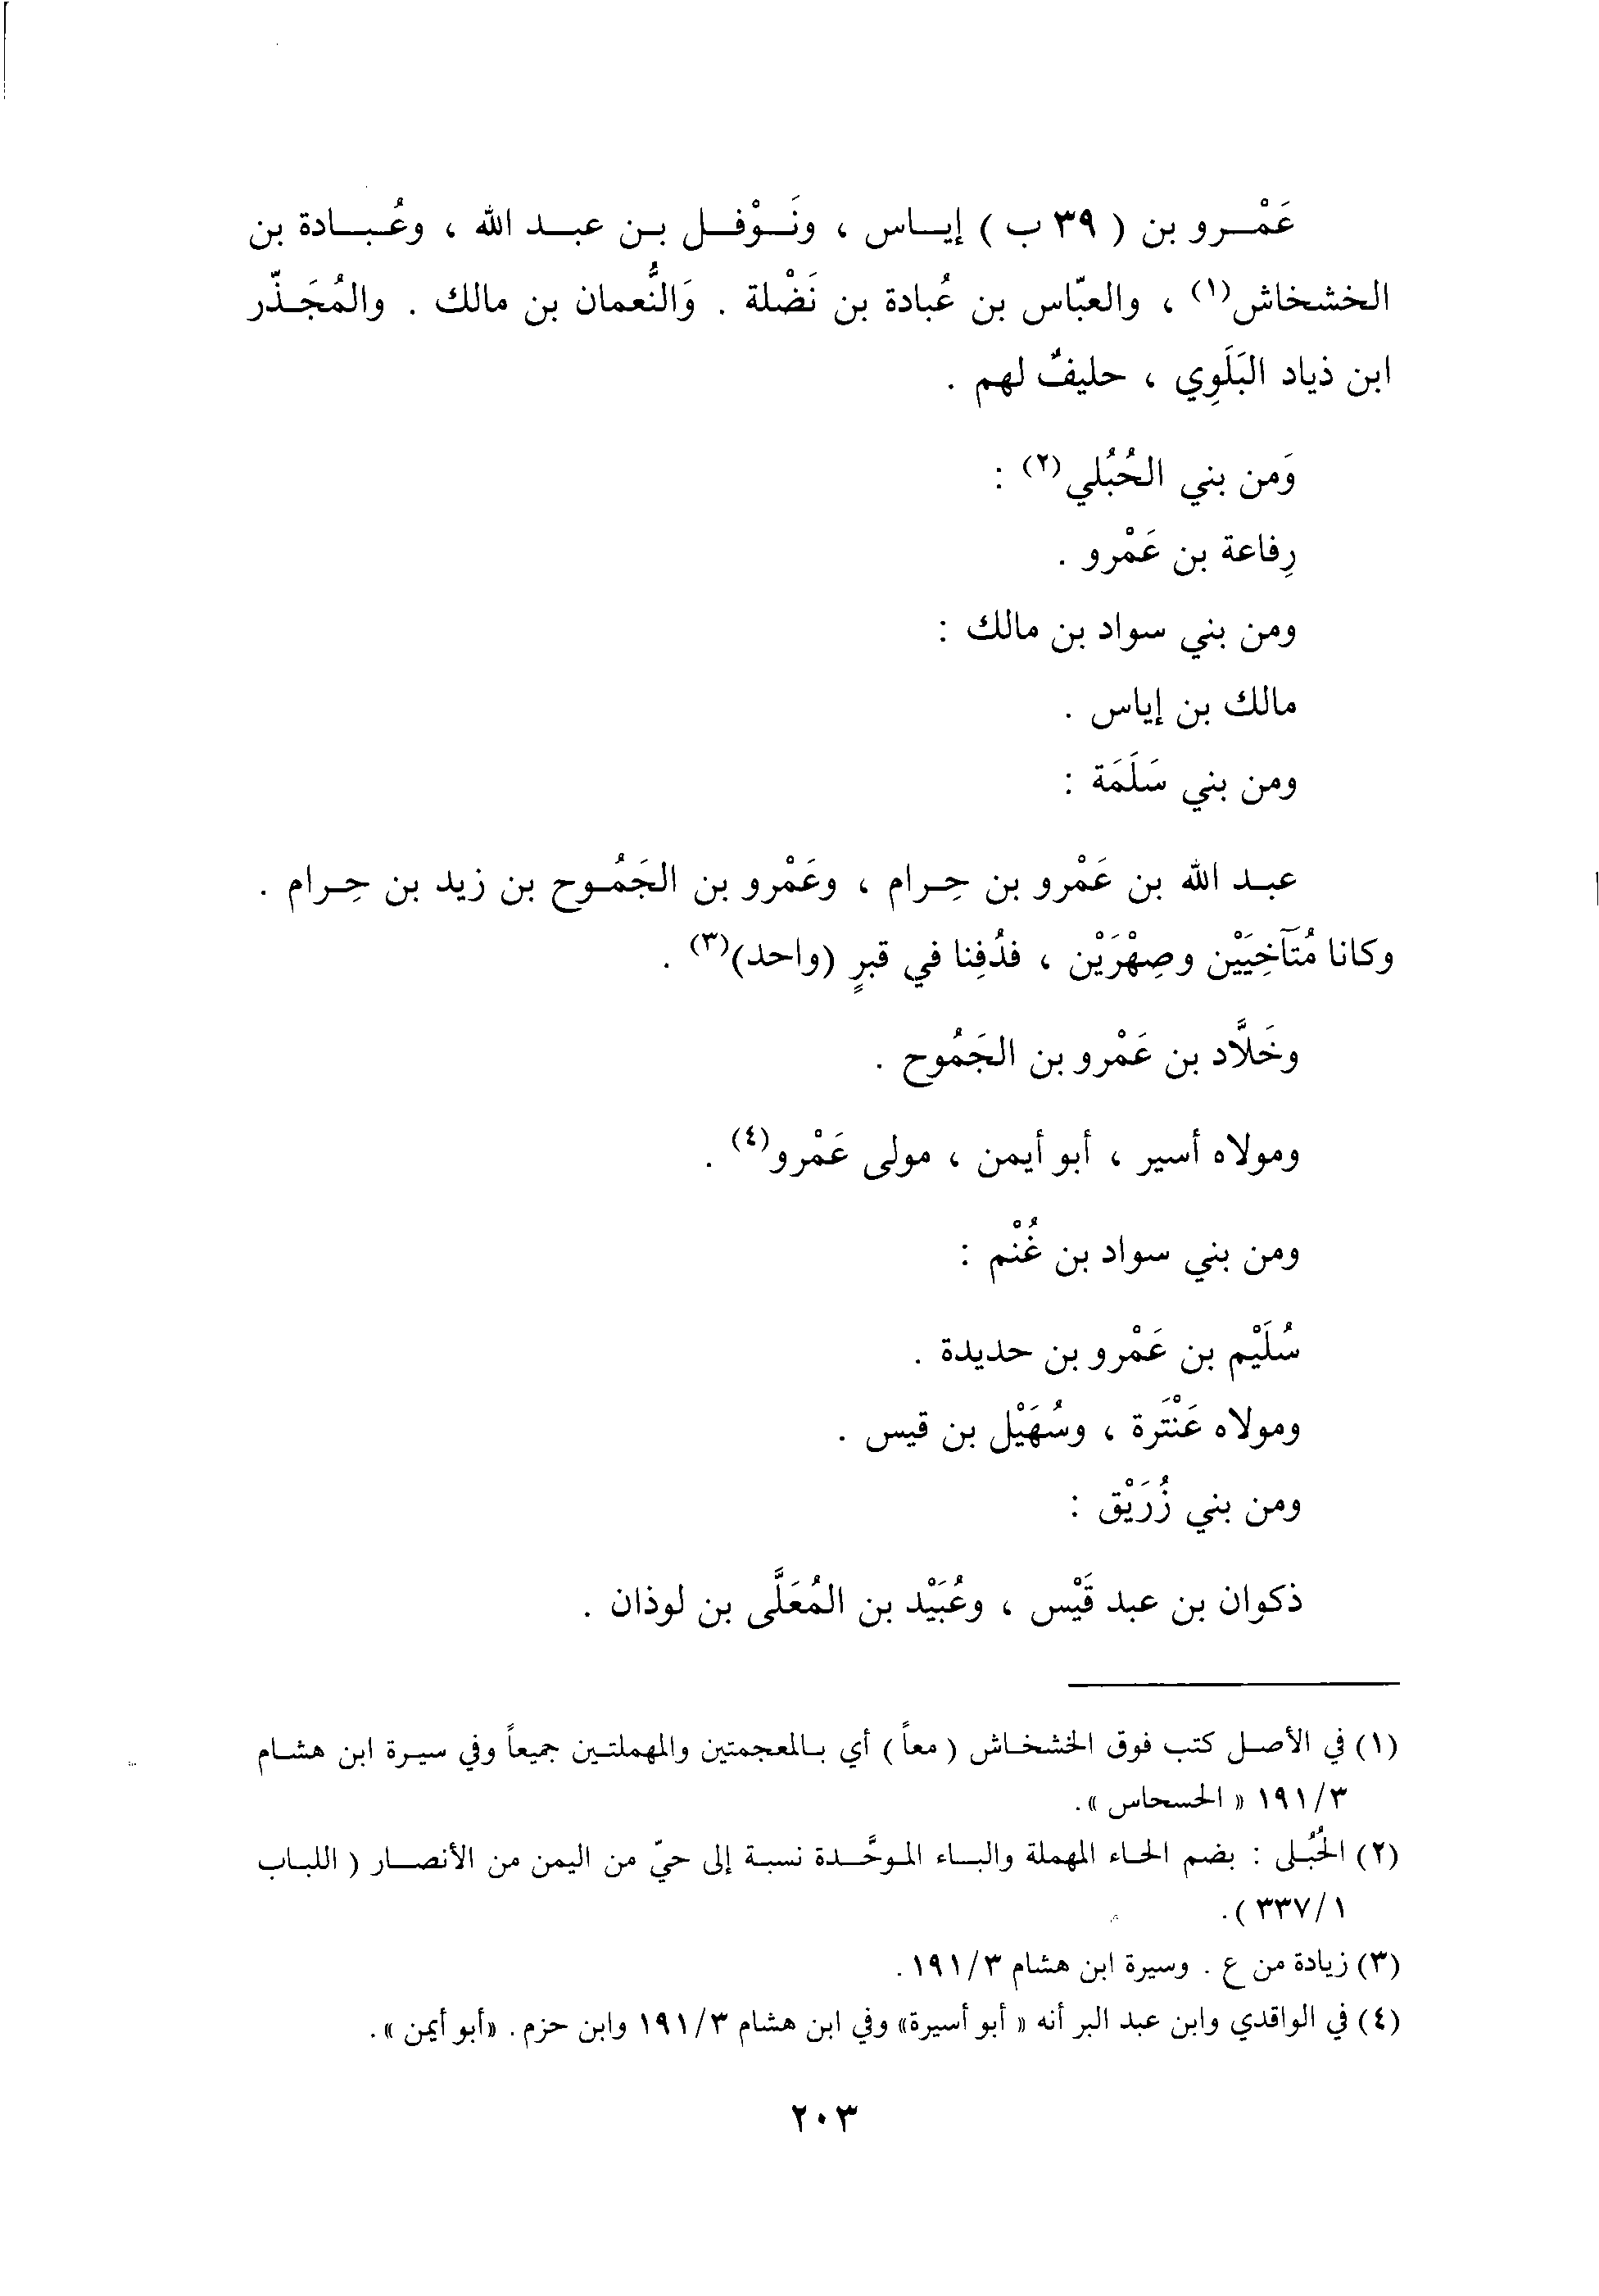 عَمْرو بن ( ٣٩ ب ) إياس ، ونَوْفل بن عبد الله ، وعُبادة بن
الخشخاش(١) ، والعبّاس بن عُبادة بن نَضْلة . وَالنُّعمان بن مالك . والمُجَذّر
ابن ذياد البَلَوِي ، حليفٌ لهم .
وَمن بني الحُبُلي(٢) :
رِفاعة بن عَمْرو .
ومن بني سواد بن مالك :
مالك بن إياس .
ومن بني سَلَمَة :
عبد الله بن عَمْرو بن حِرام ، وعَمْرو بن الجَمُوح بن زيد بن حِرام .
وكانا مُتَآخِيَيْن وصِهْرَيْن ، فدُفِنا في قبرٍ (واحد)(٣) .
وخَلَّاد بن عَمْرو بن الجَمُوح .
ومولاه أسير ، أبو أيمن ، مولى عَمْرو(٤) .
ومن بني سواد بن غُنْم :
سُلَيْم بن عَمْرو بن حديدة .
ومولاه عَنْتَرة ، وسُهَيْل بن قيس .
ومن بني زُرَيْق :
ذكوان بن عبد قَيْس ، وعُبَيْد بن المُعَلَّى بن لوذان .
(١) في الأصل كتب فوق الخشخاش ( معاً ) أي بالمعجمتين والمهملتين جميعاً وفي سيرة ابن هشام
١٩١/٣ « الحسحاس ».
(٢) الحُبُلى : بضم الحاء المهملة والباء الموحَّدة نسبة إلى حيّ من اليمن من الأنصار ( اللباب
٣٣٧/١ ).
(٣) زيادة من ع . وسيرة ابن هشام ١٩١/٣ .
(٤) في الواقدي وابن عبد البر أنه « أبو أسيرة» وفي ابن هشام ١٩١/٣ وابن حزم . «أبو أيمن ».
٢٠٣